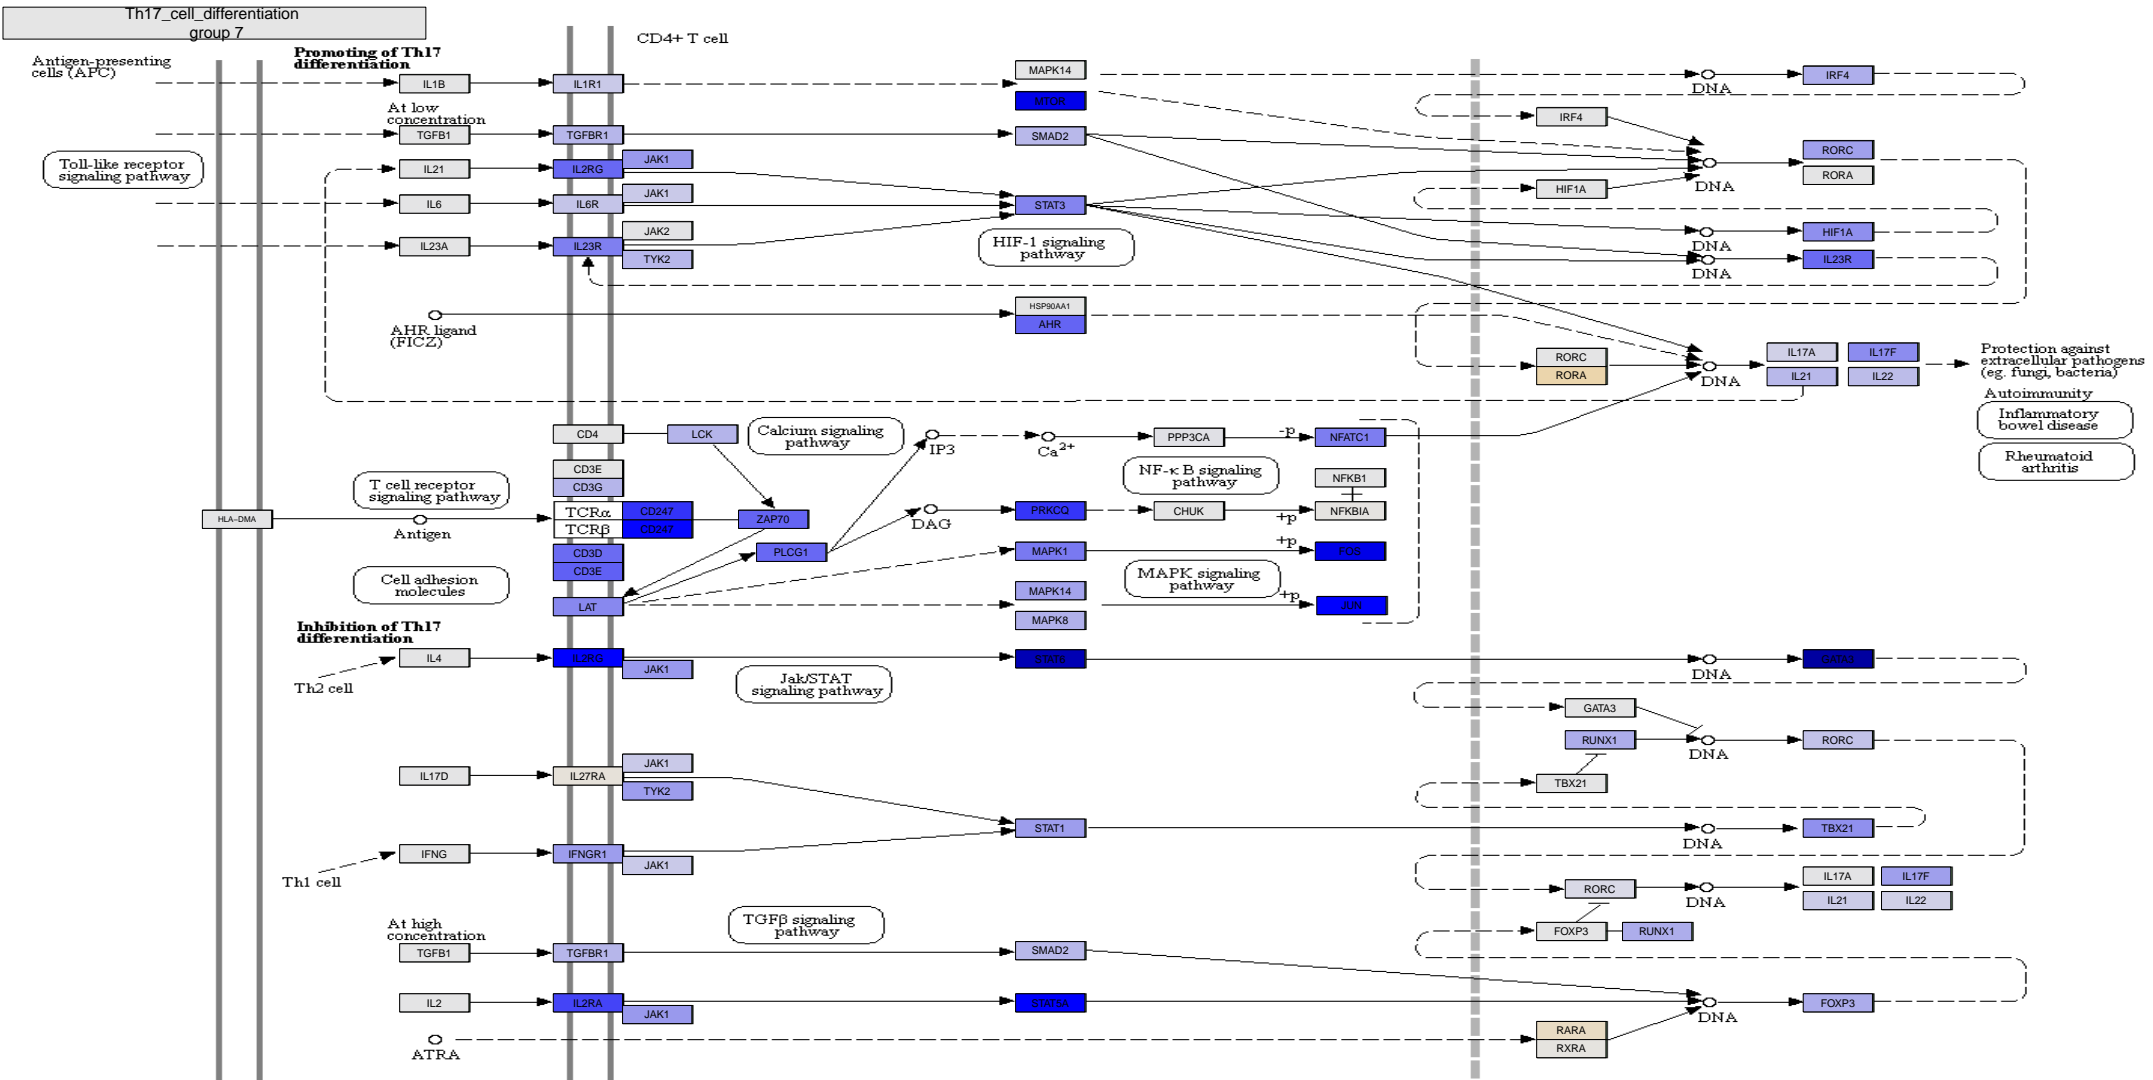 Th17_cell_differentiation
group 7
CD4+ T cell
Antigen-presenting
cells (APC)
Promoting of Th17
differentiation
IL1B
IL1R1
MAPK14
MTOR
DNA
IRF4
At low
concentration
TGFB1
TGFBR1
SMAD2
IRF4
Toll-like receptor
signaling pathway
IL21
IL2RG
JAK1
RORC
RORA
DNA
IL6
IL6R
JAK1
STAT3
HIF1A
IL23A
IL23R
JAK2
TYK2
HIF-1 signaling
pathway
DNA
HIF1A
DNA
IL23R
AHR ligand
(FICZ)
HSP90AA1
AHR
RORC
RORA
DNA
IL17A
IL17F
IL21
IL22
Protection against
extracellular pathogens
(eg. fungi, bacteria)
Autoimmunity
Inflammatory
bowel disease
Rheumatoid
arthritis
CD4
LCK
Calcium signaling
pathway
IP3
Ca2+
PPP3CA
-p
NFATC1
CD3E
CD3G
T cell receptor
signaling pathway
NF-κ B signaling
pathway
NFKB1
HLA-DMA
Antigen
TCRα
CD247
TCRβ
CD247
ZAP70
DAG
PRKCQ
CHUK
+p
NFKBIA
CD3D
CD3E
PLCG1
MAPK1
+p
FOS
Cell adhesion
molecules
LAT
MAPK14
MAPK8
MAPK signaling
pathway
+p
JUN
Inhibition of Th17
differentiation
IL4
IL2RG
JAK1
STAT6
DNA
GATA3
Th2 cell
Jak/STAT
signaling pathway
GATA3
RUNX1
DNA
RORC
IL17D
IL27RA
JAK1
TYK2
TBX21
STAT1
DNA
TBX21
IFNG
IFNGR1
JAK1
Th1 cell
RORC
DNA
IL17A
IL17F
IL21
IL22
At high
concentration
TGFβ signaling
pathway
FOXP3
RUNX1
TGFB1
TGFBR1
SMAD2
IL2
IL2RA
JAK1
STAT5A
DNA
FOXP3
ATRA
RARA
RXRA